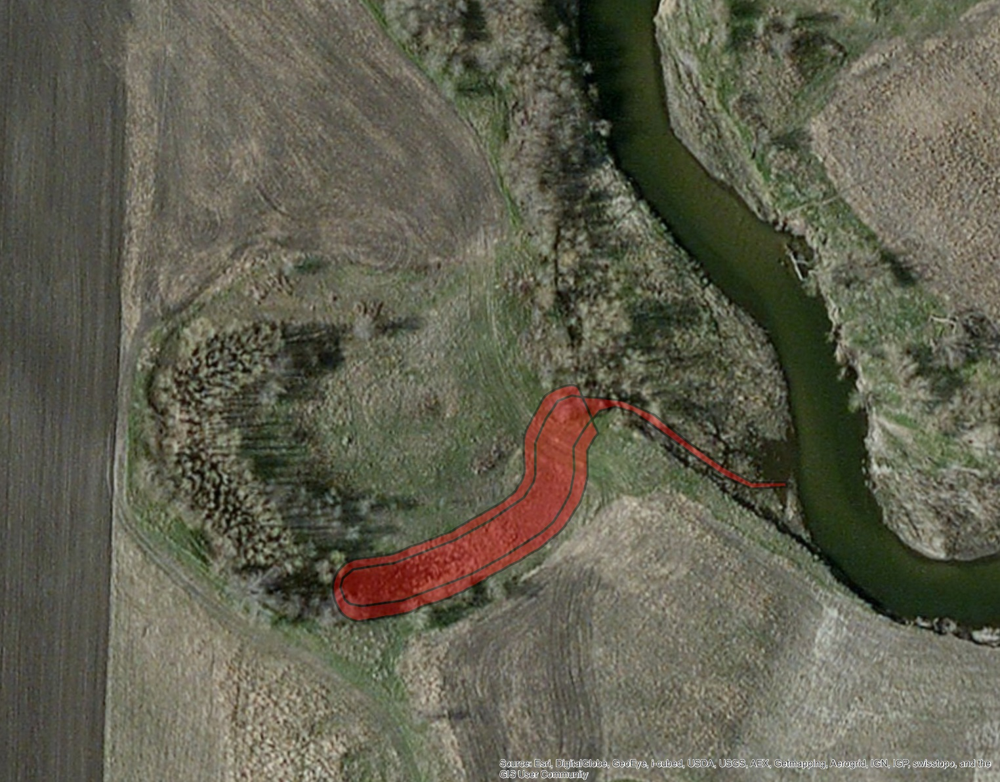 Source: Esri, DigitalGlobe, GeoEye, i-cubed, USDA, USGS, AEX, Getmapping, Aerogrid, IGN, IGP, swisstopo, and the
GIS User Community